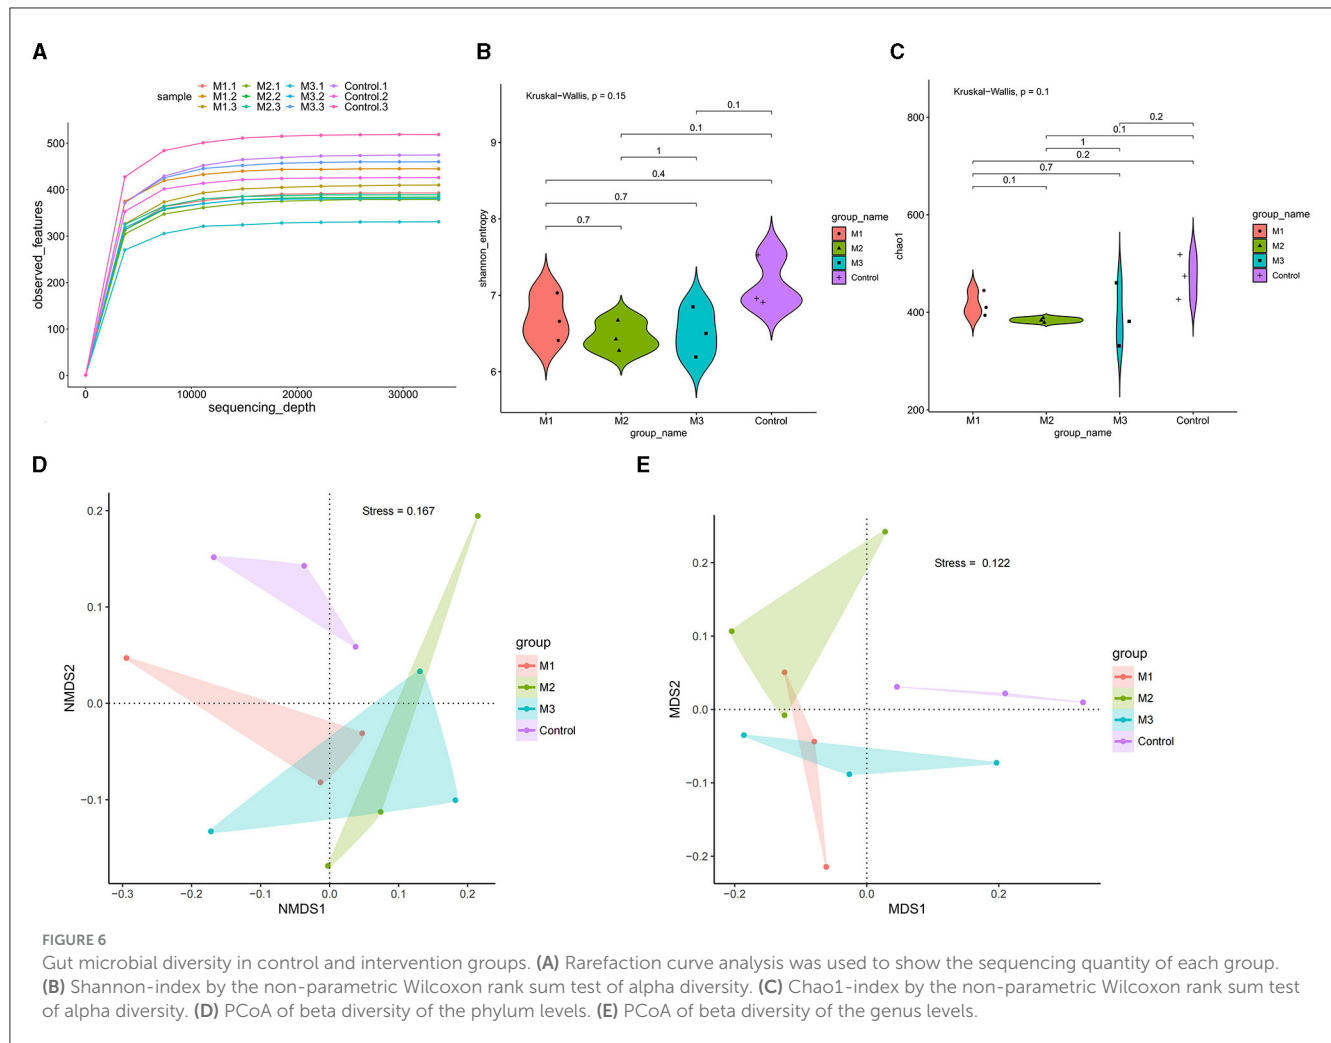 A
sample
M1.1 M2.1 M3.1 Control.1
M1.2 M2.2 M3.2 Control.2
M1.3 M2.3 M3.3 Control.3
observed_features
500
400
300
200
100
0
0 10000 20000 30000
sequencing_depth
B
Kruskal-Wallis, p = 0.15
0.1
0.1
1
0.4
0.7
0.7
shannon_entropy
9
8
7
6
M1 M2 M3 Control
group_name
group_name
M1
M2
M3
Control
C
Kruskal-Wallis, p = 0.1
0.2
0.1
1
0.2
0.7
0.1
chao1
800
600
400
200
M1 M2 M3 Control
group_name
group_name
M1
M2
M3
Control
D
Stress = 0.167
NMDS2
0.2
0.1
0.0
−0.1
−0.3 −0.2 −0.1 0.0 0.1 0.2
NMDS1
group
M1
M2
M3
Control
E
Stress = 0.122
MDS2
0.2
0.1
0.0
−0.1
−0.2
−0.2 0.0 0.2
MDS1
group
M1
M2
M3
Control
FIGURE 6
Gut microbial diversity in control and intervention groups. (A) Rarefaction curve analysis was used to show the sequencing quantity of each group.
(B) Shannon-index by the non-parametric Wilcoxon rank sum test of alpha diversity. (C) Chao1-index by the non-parametric Wilcoxon rank sum test
of alpha diversity. (D) PCoA of beta diversity of the phylum levels. (E) PCoA of beta diversity of the genus levels.